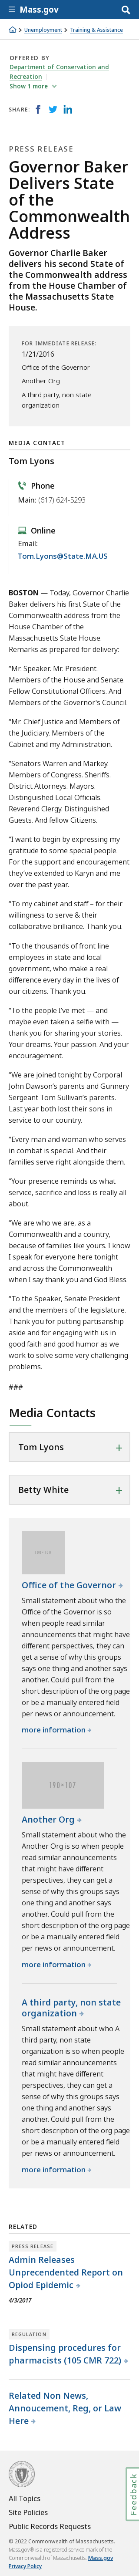 Mass.gov
Unemployment
Training & Assistance
OFFERED BY
Department of Conservation and
Recreation
Show 1 more
SHARE:
PRESS RELEASE
Governor Baker
Delivers State
of the
Commonwealth
Address
Governor Charlie Baker
delivers his second State of
the Commonwealth address
from the House Chamber of
the Massachusetts State
House.
FOR IMMEDIATE RELEASE:
1/21/2016
Office of the Governor
Another Org
A third party, non state
organization
MEDIA CONTACT
Tom Lyons
Phone
Main: (617) 624-5293
Online
Email:
Tom.Lyons@State.MA.US
BOSTON — Today, Governor Charlie
Baker delivers his first State of the
Commonwealth address from the
House Chamber of the
Massachusetts State House.
Remarks as prepared for delivery:
“Mr. Speaker. Mr. President.
Members of the House and Senate.
Fellow Constitutional Officers. And
Members of the Governor’s Council.
“Mr. Chief Justice and Members of
the Judiciary. Members of the
Cabinet and my Administration.
“Senators Warren and Markey.
Members of Congress. Sheriffs.
District Attorneys. Mayors.
Distinguished Local Officials.
Reverend Clergy. Distinguished
Guests. And fellow Citizens.
“I want to begin by expressing my
gratitude to some special people.
For the support and encouragement
they’ve extended to Karyn and me
over the past year.
“To my cabinet and staff – for their
willingness to serve & their
collaborative brilliance. Thank you.
“To the thousands of front line
employees from state and local
government, who make a real
difference every day in the lives of
our citizens. Thank you.
“To the people I’ve met — and
maybe even taken a selfie with —
thank you for sharing your stories.
Your dreams. Your passion. And your
encouragement.
“We are joined tonight by Corporal
John Dawson’s parents and Gunnery
Sergeant Tom Sullivan’s parents.
Last year both lost their sons in
service to our country.
“Every man and woman who serves
in combat is at risk. And their
families serve right alongside them.
“Your presence reminds us what
service, sacrifice and loss is really all
about.
“We grieve who we are, as a
Commonwealth and a country,
because of families like yours. I know
I speak for everyone across the
Commonwealth and this country
when I say thank you and God Bless.
“To the Speaker, Senate President
and members of the legislature.
Thank you for stepping up and
joining our front line employees as
we work to solve some very
challenging problems.
###
Media Contacts
Tom Lyons
Betty White
Office of the Governor
Small statement about who the
Office of the Governor is so
when people read similar
announcements that might have
different perspectives, they can
get a sense of why this group
says this one thing and another
says another. Could pull from
the short description of the org
page or be a manually entered
field per news or announcement.
more information
190×107
Another Org
Small statement about who the
Another Org is so when people
read similar announcements
that might have different
perspectives, they can get a
sense of why this group says this
one thing and another says
another. Could pull from the
short description of the org page
or be a manually entered field
per news or announcement.
more information
A third party, non state
organization
Small statement about who A
third party, non state
organization is so when people
read similar announcements
that might have different
perspectives, they can get a
sense of why this group says this
one thing and another says
another. Could pull from the
short description of the org page
or be a manually entered field
per news or announcement.
more information
4/3/2017
RELATED
PRESS RELEASE
Admin Releases
Unprecendented Report on
Opiod Epidemic
REGULATION
Dispensing procedures for
pharmacists (105 CMR 722)
Related Non News,
Annoucement, Reg, or Law
Here
Feedback
All Topics
Site Policies
Public Records Requests
© 2022 Commonwealth of Massachusetts.
Mass.gov® is a registered service mark of the
Commonwealth of Massachusetts. Mass.gov
Privacy Policy